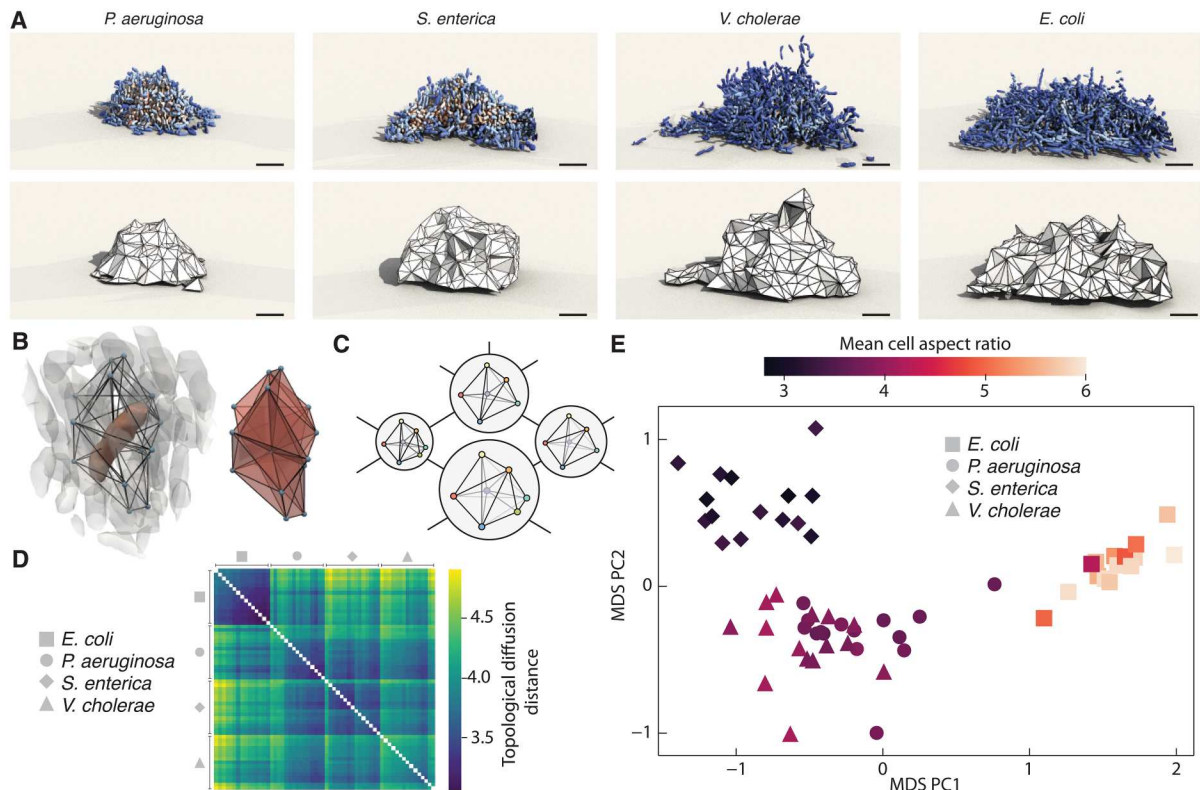 A
P. aeruginosa
S. enterica
V. cholerae
E. coli
B
C
D
E. coli
P. aeruginosa
S. enterica
V. cholerae
4.5
4.0
3.5
Topological diffusion
distance
E
Mean cell aspect ratio
3
4
5
6
E. coli
P. aeruginosa
S. enterica
V. cholerae
MDS PC2
1
0
−1
−1
0
1
2
MDS PC1